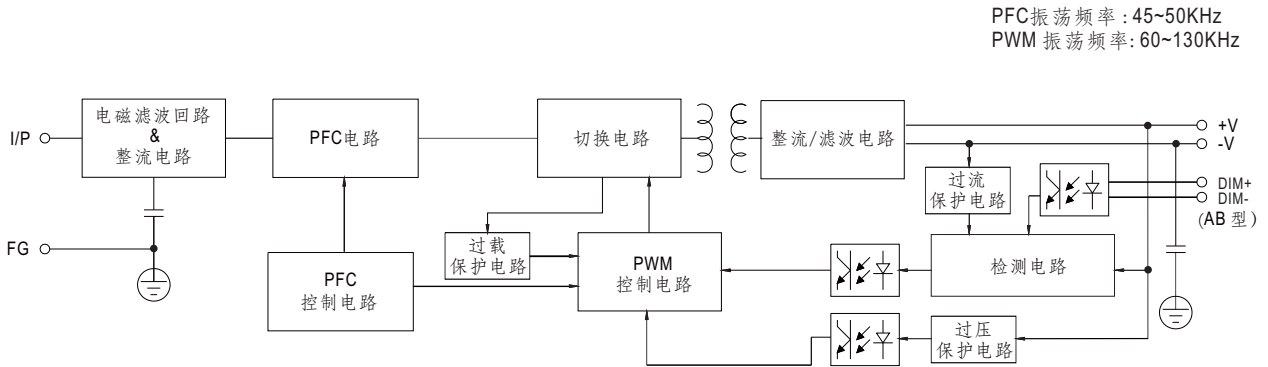 PFC振荡频率：45~50KHz
PWM 振荡频率：60~130KHz
I/P
电磁滤波回路
&
整流电路
PFC电路
切换电路
整流/滤波电路
+V
-V
过流
保护电路
DIM+
DIM-
(AB 型）
FG
过载
保护电路
PFC
控制电路
PWM
控制电路
检测电路
过压
保护电路